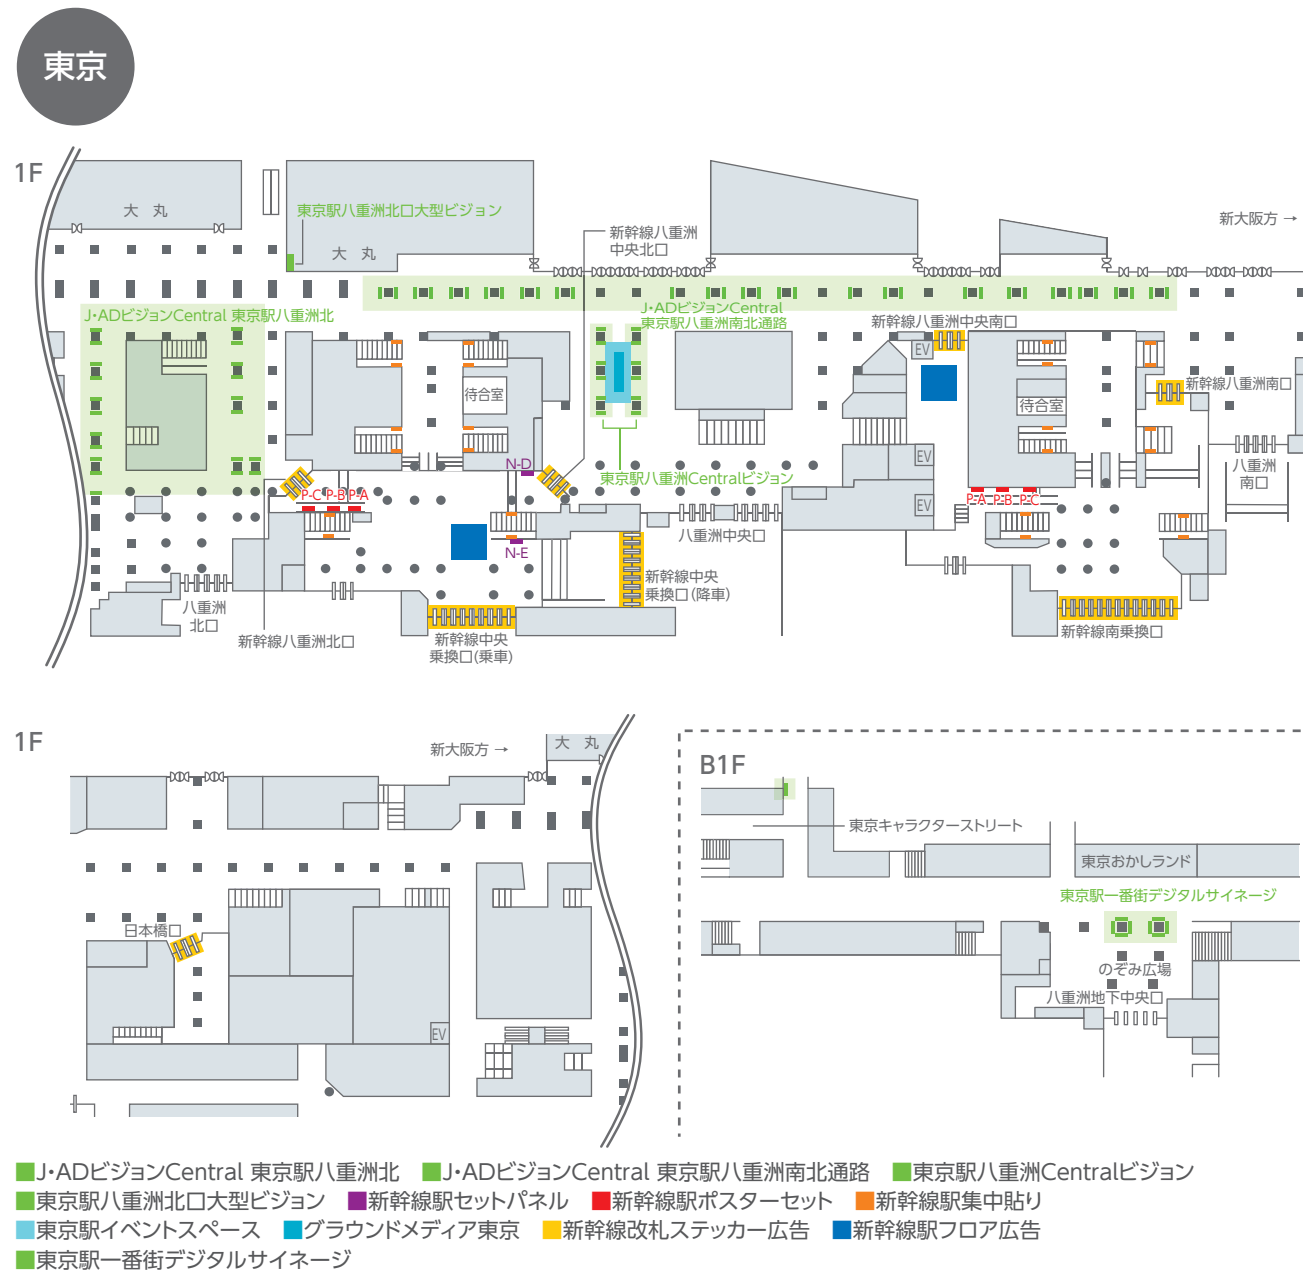 東京
1F
大 丸
東京駅八重洲北口大型ビジョン
大 丸
新幹線八重洲
中央北口
新大阪方 →
J・ADビジョンCentral 東京駅八重洲北
J・ADビジョンCentral
東京駅八重洲南北通路
新幹線八重洲中央南口
EV
待合室
待合室
新幹線八重洲南口
N-D
東京駅八重洲Centralビジョン
EV
八重洲
南口
P-C P-B P-A
P-A P-B P-C
EV
N-E
八重洲中央口
新幹線中央
乗換口(降車)
八重洲
北口
新幹線八重洲北口
新幹線中央
乗換口(乗車)
新幹線南乗換口
1F
新大阪方 →
大 丸
日本橋口
EV
B1F
東京キャラクターストリート
東京おかしランド
東京駅一番街デジタルサイネージ
のぞみ広場
八重洲地下中央口
J・ADビジョンCentral 東京駅八重洲北 J・ADビジョンCentral 東京駅八重洲南北通路 東京駅八重洲Centralビジョン
東京駅八重洲北口大型ビジョン 新幹線駅セットパネル 新幹線駅ポスターセット 新幹線駅集中貼り
東京駅イベントスペース グラウンドメディア東京 新幹線改札ステッカー広告 新幹線駅フロア広告
東京駅一番街デジタルサイネージ